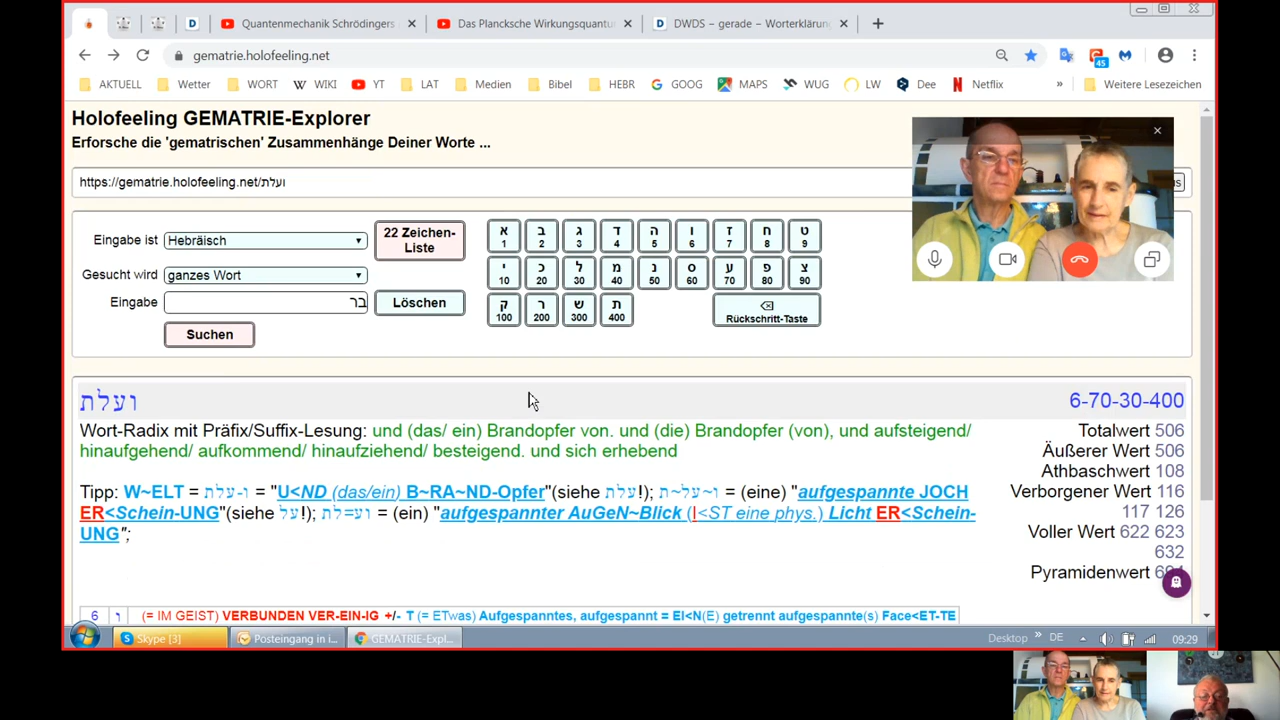 Quantenmechanik Schrödingers
Das Plancksche Wirkungsquantu
DWDS – gerade – Worterklärung
gematrie.holofeeling.net
45
AKTUELL Wetter WORT WIKI YT LAT Medien Bibel HEBR GOOG MAPS WUG LW Dee Netflix » Weitere Lesezeichen
Holofeeling GEMATRIE-Explorer
Erforsche die 'gematrischen' Zusammenhänge Deiner Worte ...
https://gematrie.holofeeling.net/ועלת
Eingabe ist Hebräisch
22 Zeichen-
Liste
Gesucht wird ganzes Wort
Eingabe בר Löschen
Suchen
א ב ג ד ה ו ז ח ט
1 2 3 4 5 6 7 8 9
י כ ל מ נ ס ע פ צ
10 20 30 40 50 60 70 80 90
ק ר ש ת
100 200 300 400 Rückschritt-Taste
ועלת 6-70-30-400
Wort-Radix mit Präfix/Suffix-Lesung: und (das/ ein) Brandopfer von. und (die) Brandopfer (von), und aufsteigend/
hinaufgehend/ aufkommend/ hinaufziehend/ besteigend. und sich erhebend
Tipp: W~ELT = ו-עלת = "U<ND (das/ein) B~RA~ND-Opfer"(siehe עלת!); ו~על~ת = (eine) "aufgespannte JOCH
ER<Schein-UNG"(siehe על!); וע=לת = (ein) "aufgespannter AuGeN~Blick (I<ST eine phys.) Licht ER<Schein-
UNG";
Totalwert 506
Äußerer Wert 506
Athbaschwert 108
Verborgener Wert 116
117 126
Voller Wert 622 623
632
Pyramidenwert
6 ו (= IM GEIST) VERBUNDEN VER-EIN-IG +/- T (= ETwas) Aufgespanntes, aufgespannt = EI<N(E) getrennt aufgespannte(s) Face<ET-TE
Skype [3] Posteingang in i... GEMATRIE-Expl... Desktop » DE 09:29